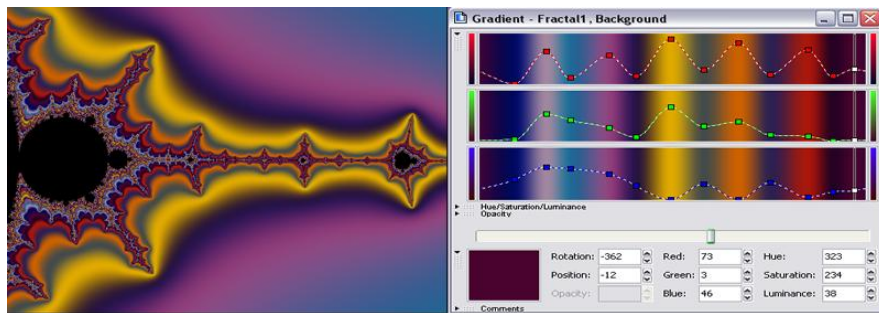 Gradient - Fractal1, Background
Hue/Saturation/Luminance
Opacity
Rotation: -362 Red: 73 Hue: 323
Position: -12 Green: 3 Saturation: 234
Opacity: Blue: 46 Luminance: 38
Comments